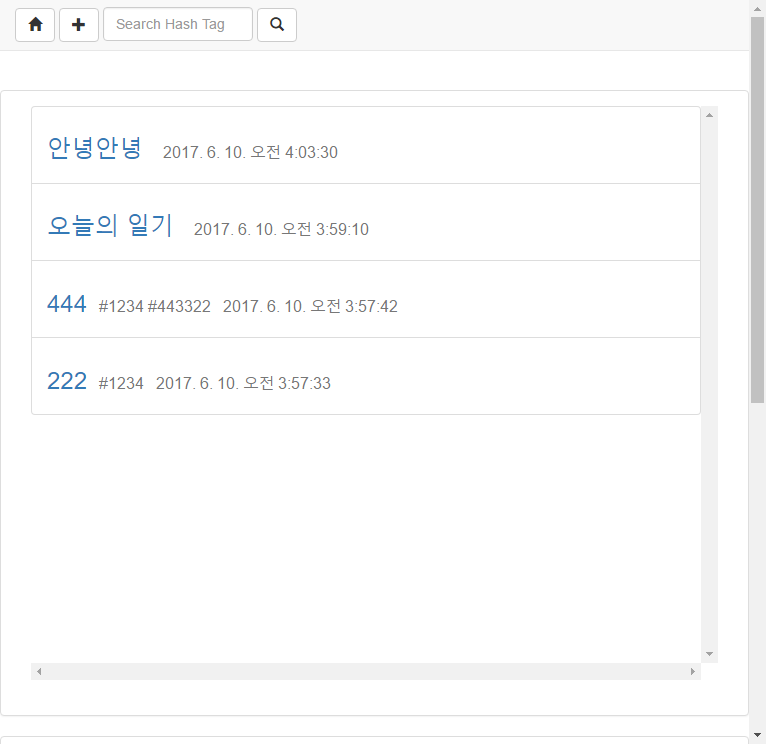 Search Hash Tag
안녕안녕 2017. 6. 10. 오전 4:03:30
오늘의 일기 2017. 6. 10. 오전 3:59:10
444 #1234 #443322 2017. 6. 10. 오전 3:57:42
222 #1234 2017. 6. 10. 오전 3:57:33